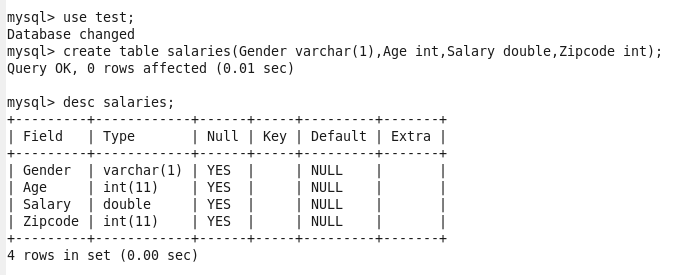 mysql> use test;
Database changed
mysql> create table salaries(Gender varchar(1),Age int,Salary double,Zipcode int);
Query OK, 0 rows affected (0.01 sec)

mysql> desc salaries;
+---------+------------+------+-----+---------+-------+
| Field   | Type       | Null | Key | Default | Extra |
+---------+------------+------+-----+---------+-------+
| Gender  | varchar(1) | YES  |     | NULL    |       |
| Age     | int(11)    | YES  |     | NULL    |       |
| Salary  | double     | YES  |     | NULL    |       |
| Zipcode | int(11)    | YES  |     | NULL    |       |
+---------+------------+------+-----+---------+-------+
4 rows in set (0.00 sec)